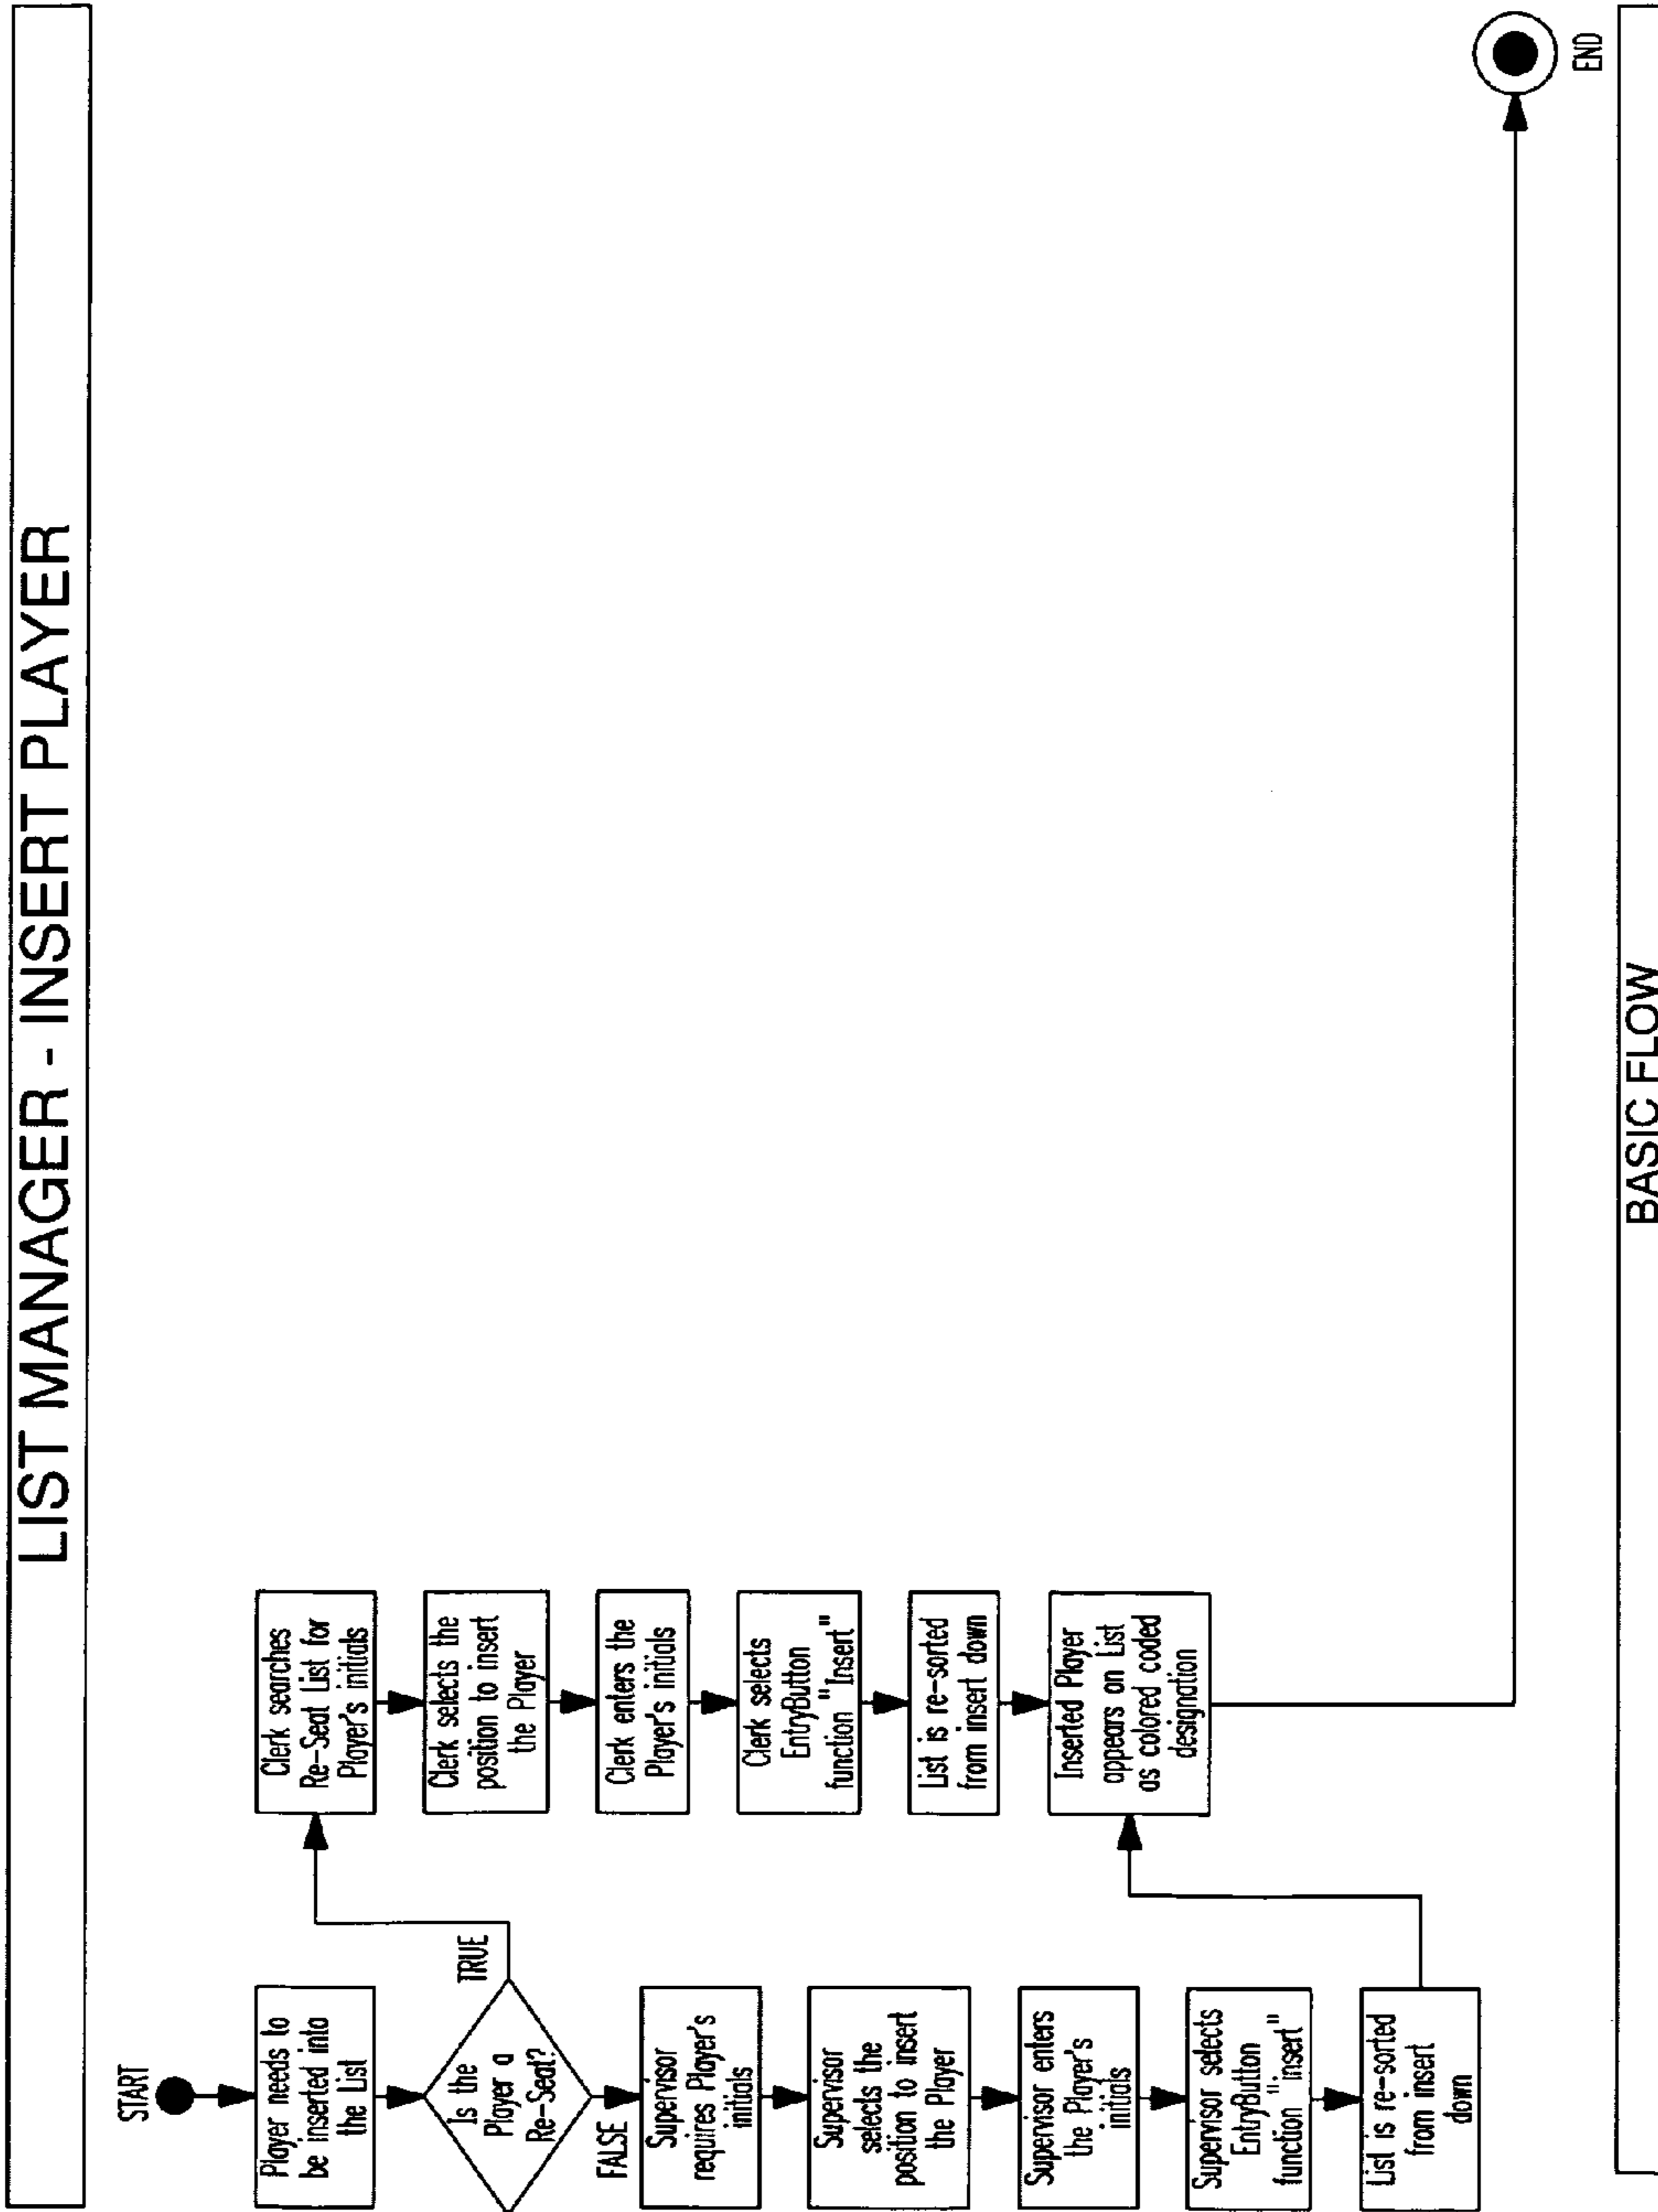 LIST MANAGER - INSERT PLAYER
START
Player needs to
be inserted into
the List
Is the
Player a
Re-Seat?
TRUE
FALSE
Supervisor
requires Player's
initials
Supervisor
selects the
position to insert
the Player
Supervisor enters
the Player's
initials
Supervisor selects
EntryButton
function "insert"
List is re-sorted
from insert
down
Clerk searches
Re-Seat List for
Player's initials
Clerk selects the
position to insert
the Player
Clerk enters the
Player's initials
Clerk selects
EntryButton
function "Insert"
List is re-sorted
from insert down
Inserted Player
appears on List
as colored coded
designation
END
BASIC FLOW